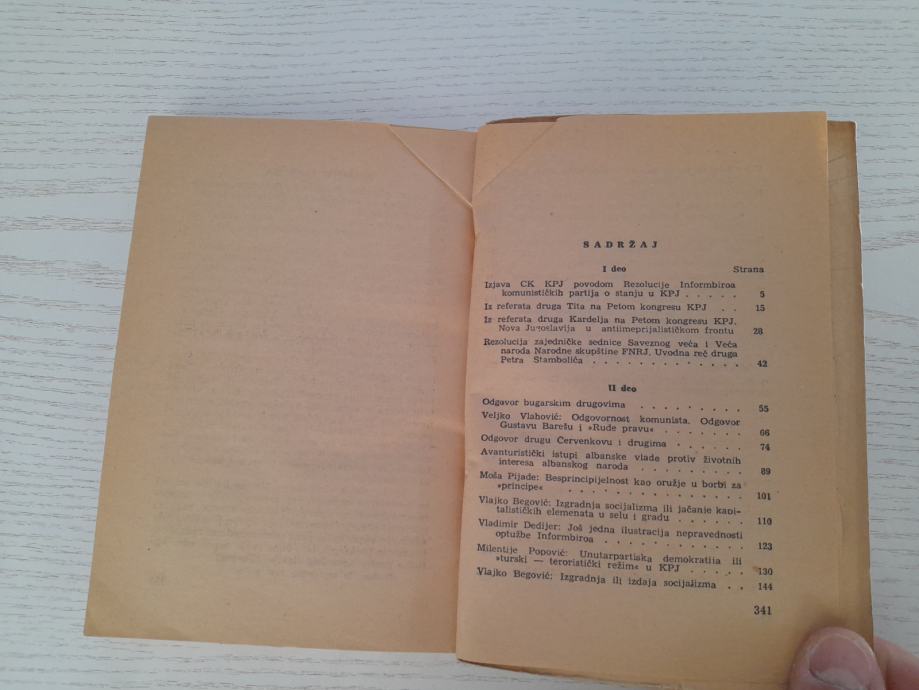 SADRŽAJ
I deo Strana
Izjava CK KPJ povodom Rezolucije Informbiroa
komunističkih partija o stanju u KPJ . . . . . 5
Iz referata druga Tita na Petom kongresu KPJ . . 15
Iz referata druga Kardelja na Petom kongresu KPJ.
Nova Jugoslavija u antiimeprijalističkom frontu 28
Rezolucija zajedničke sednice Saveznog veća i Veća
naroda Narodne skupštine FNRJ. Uvodna reč druga
Petra Stambolića . . . . . . . . . . . . 42
II deo
Odgovor bugarskim drugovima . . . . . . . . 55
Veljko Vlahović: Odgovornost komunista. Odgovor
Gustavu Barešu i »Rude pravu« . . . . . . . 66
Odgovor drugu Červenkovu i drugima . . . . . 74
Avanturistički istupi albanske vlade protiv životnih
interesa albanskog naroda . . . . . . . . 89
Moša Pijade: Besprincipijelnost kao oružje u borbi za
»principe« . . . . . . . . . . . . . 101
Vlajko Begović: Izgradnja socijalizma ili jačanje kapi-
talističkih elemenata u selu i gradu . . . . . 110
Vladimir Dedijer: Još jedna ilustracija nepravednosti
optužbe Informbiroa . . . . . . . . . . 123
Milentije Popović: Unutarpartiska demokratija ili
»turski — teroristički režim« u KPJ . . . . . 130
Vlajko Begović: Izgradnja ili izdaja socijalizma . . 144
341